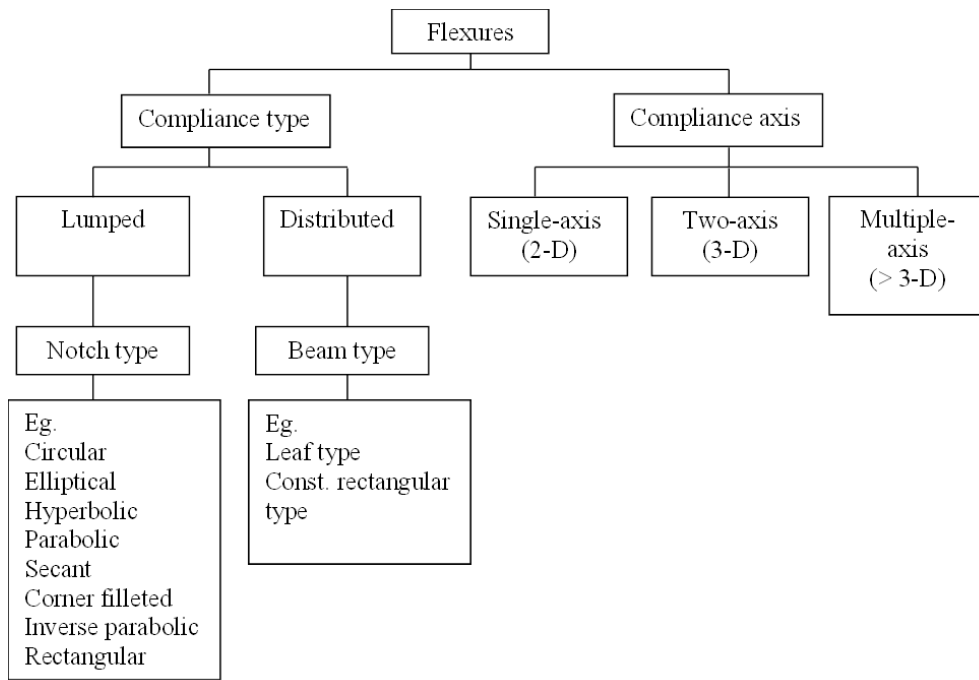 Flexures
Compliance type
Compliance axis
Lumped
Distributed
Single-axis
(2-D)
Two-axis
(3-D)
Multiple-
axis
(> 3-D)
Notch type
Beam type
Eg.
Circular
Elliptical
Hyperbolic
Parabolic
Secant
Corner filleted
Inverse parabolic
Rectangular
Eg.
Leaf type
Const. rectangular
type